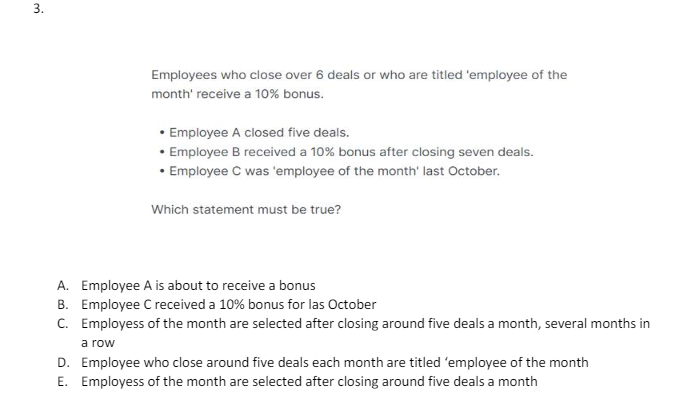 3.
Employees who close over 6 deals or who are titled 'employee of the
month' receive a 10% bonus.
• Employee A closed five deals.
• Employee B received a 10% bonus after closing seven deals.
• Employee C was 'employee of the month' last October.
Which statement must be true?
A. Employee A is about to receive a bonus
B. Employee C received a 10% bonus for las October
C. Employess of the month are selected after closing around five deals a month, several months in
a row
D. Employee who close around five deals each month are titled 'employee of the month
E. Employess of the month are selected after closing around five deals a month